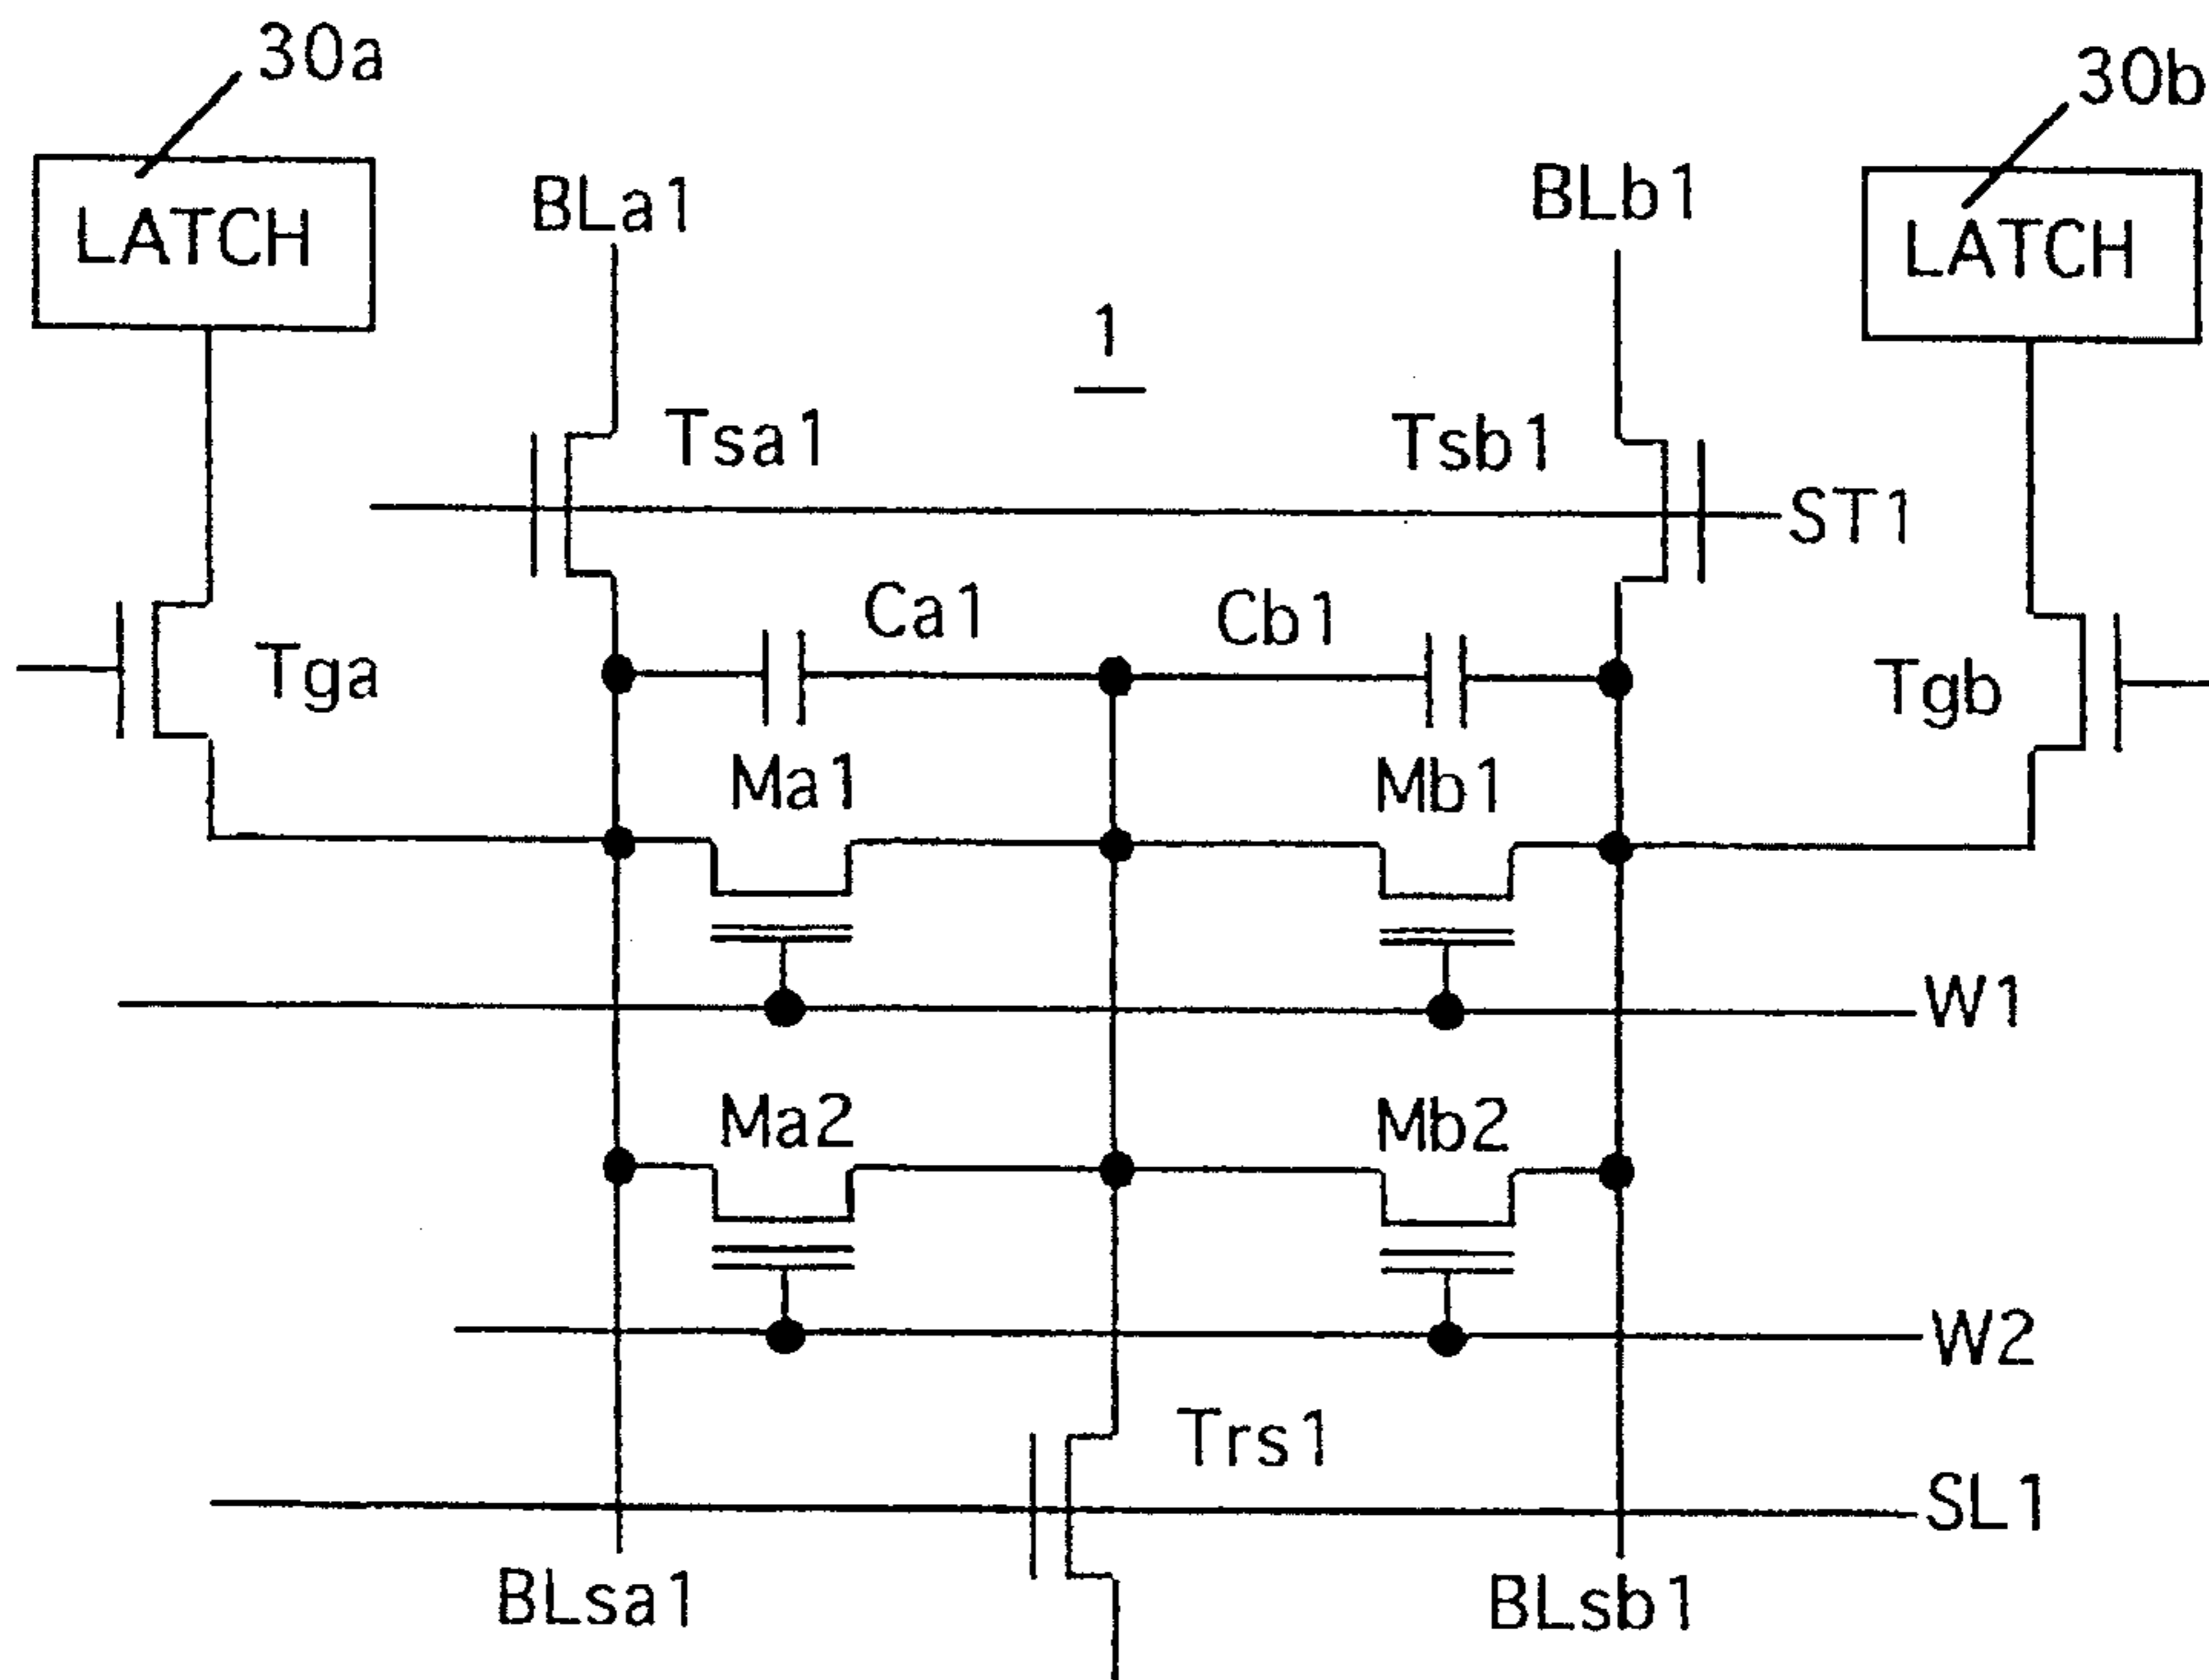 30a
30b
LATCH
BLa1
BLb1
LATCH
1
Tsa1
Tsb1
ST1
Ca1
Cb1
Tga
Tgb
Ma1
Mb1
W1
Ma2
Mb2
W2
Trs1
SL1
BLsa1
BLsb1